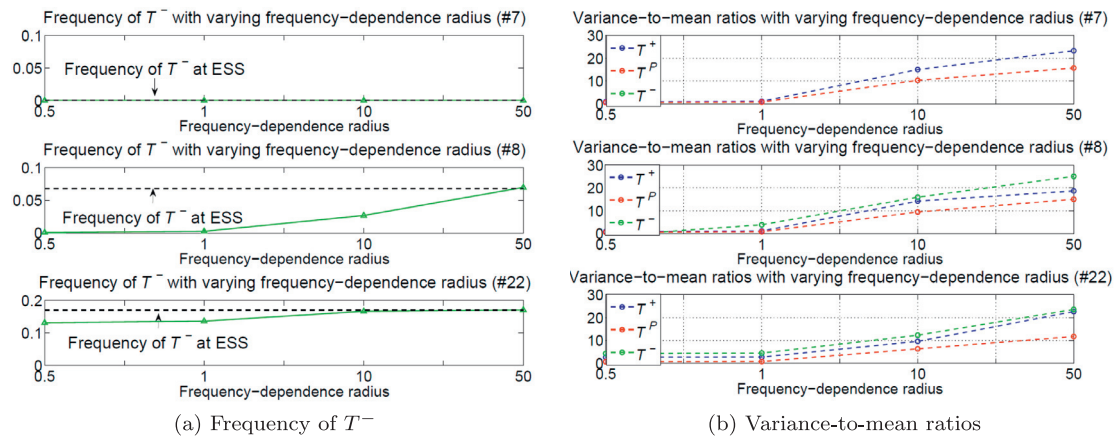 Frequency of T⁻ with varying frequency−dependence radius (#7)
0.1
0.05
0
Frequency of T⁻ at ESS
0.5 1 10 50
Frequency−dependence radius
Frequency of T⁻ with varying frequency−dependence radius (#8)
0.1
0.05
0
Frequency of T⁻ at ESS
0.5 1 10 50
Frequency−dependence radius
Frequency of T⁻ with varying frequency−dependence radius (#22)
0.2
0.1
0
Frequency of T⁻ at ESS
0.5 1 10 50
Frequency−dependence radius
(a) Frequency of T⁻
Variance−to−mean ratios with varying frequency−dependence radius (#7)
30
20
10
0
T⁺
Tᴾ
T⁻
0.5 1 10 50
Frequency−dependence radius
Variance−to−mean ratios with varying frequency−dependence radius (#8)
30
20
10
0
T⁺
Tᴾ
T⁻
0.5 1 10 50
Frequency−dependence radius
Variance−to−mean ratios with varying frequency−dependence radius (#22)
30
20
10
0
T⁺
Tᴾ
T⁻
0.5 1 10 50
Frequency−dependence radius
(b) Variance-to-mean ratios